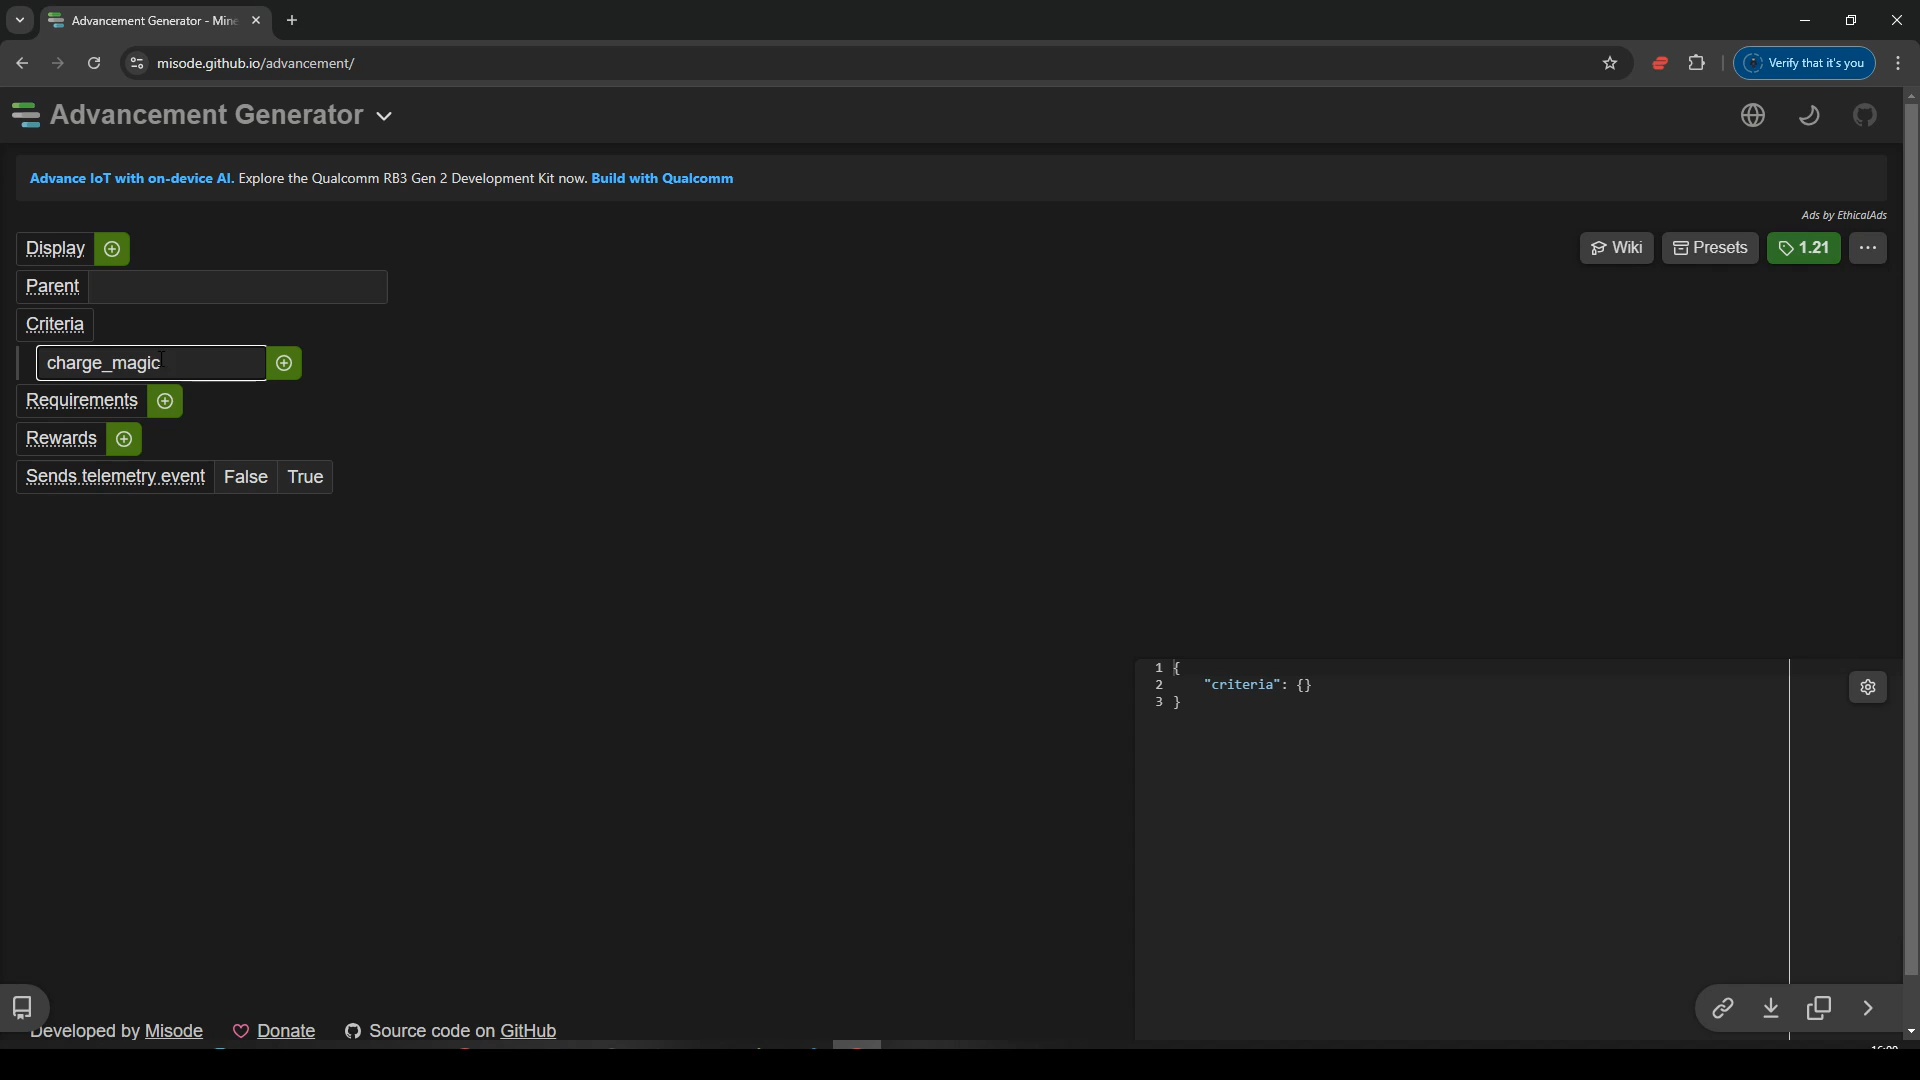 Advancement Generator - Mine
misode.github.io/advancement/
Verify that it's you
Advancement Generator
Advance IoT with on-device AI. Explore the Qualcomm RB3 Gen 2 Development Kit now. Build with Qualcomm
Ads by EthicalAds
Display
Wiki
Presets
1.21
Parent
Criteria
charge_magic
Requirements
Rewards
Sends telemetry event False True
1 {
2 "criteria": {}
3 }
Developed by Misode
Donate
Source code on GitHub